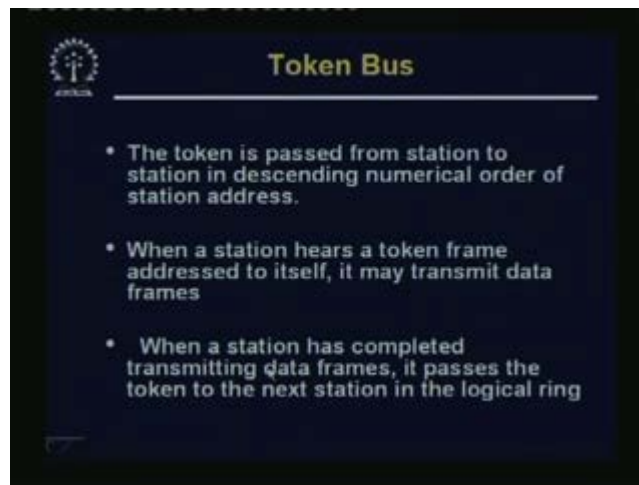 Token Bus
• The token is passed from station to
station in descending numerical order of
station address.
• When a station hears a token frame
addressed to itself, it may transmit data
frames
• When a station has completed
transmitting data frames, it passes the
token to the next station in the logical ring